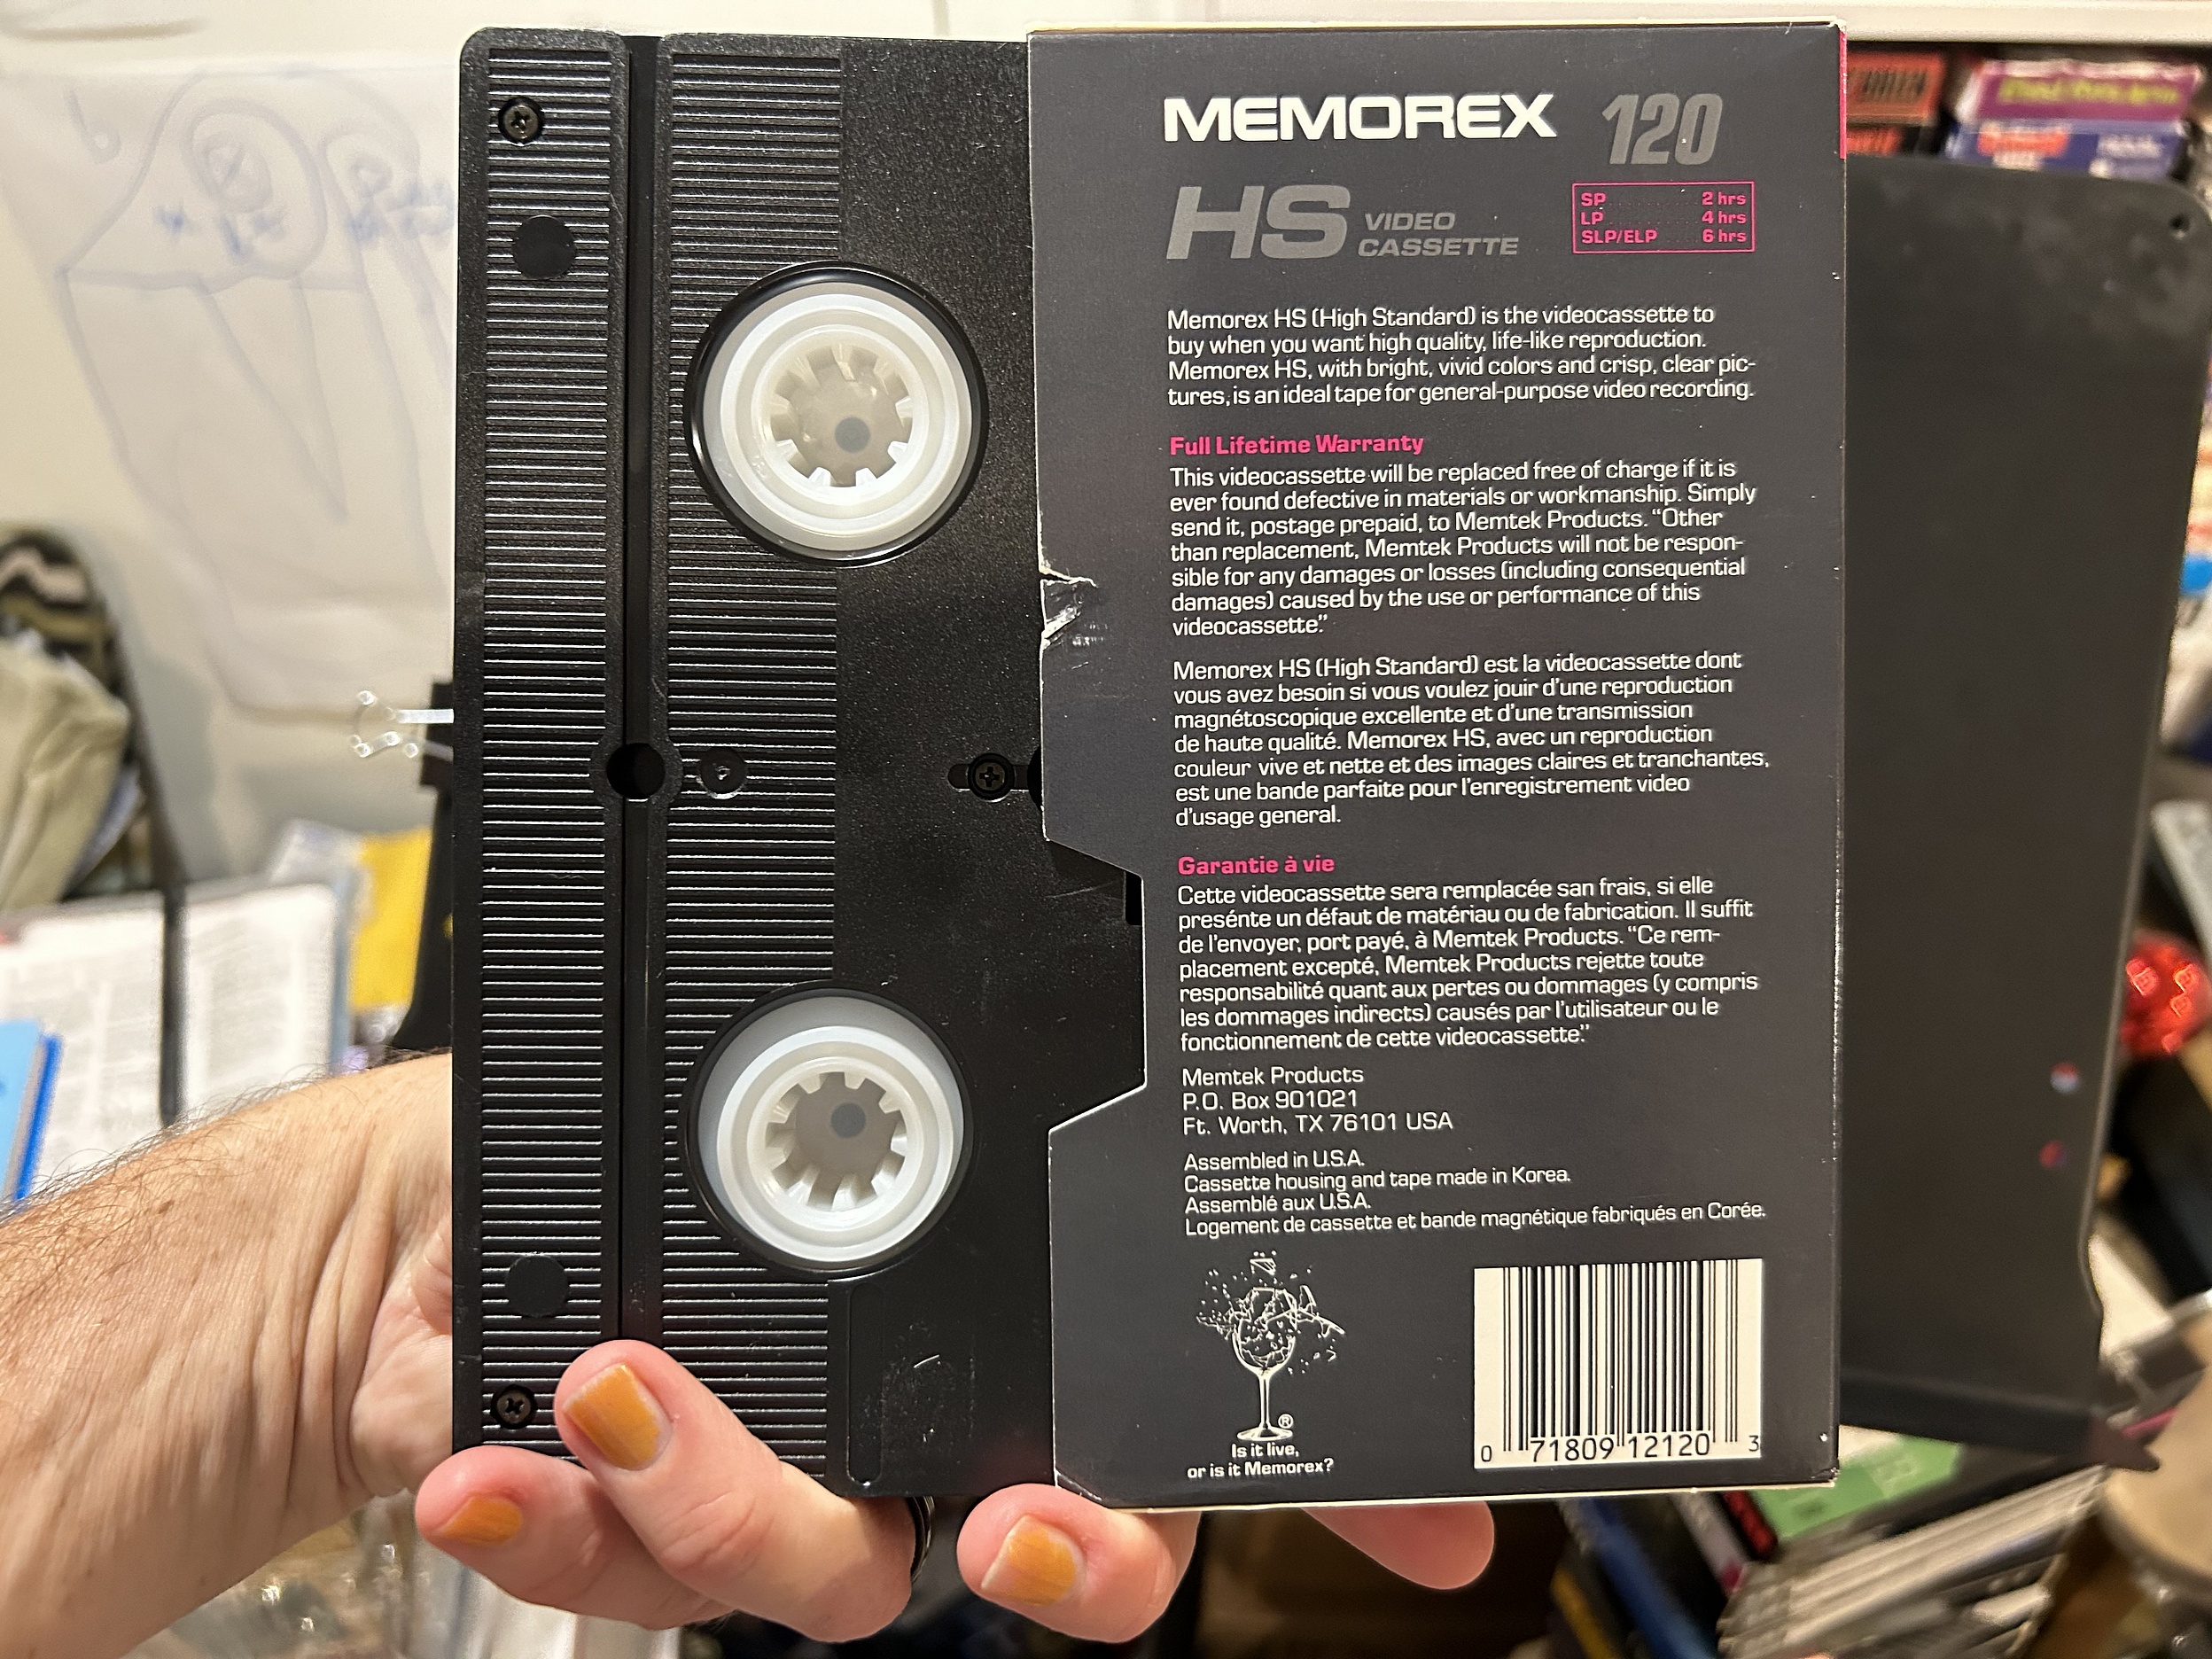 MEMOREX 120
HS VIDEO
CASSETTE
SP 2 hrs
LP 4 hrs
SLP/ELP 6 hrs
Memorex HS (High Standard) is the videocassette to
buy when you want high quality, life-like reproduction.
Memorex HS, with bright, vivid colors and crisp, clear pic-
tures, is an ideal tape for general-purpose video recording.
Full Lifetime Warranty
This videocassette will be replaced free of charge if it is
ever found defective in materials or workmanship. Simply
send it, postage prepaid, to Memtek Products. “Other
than replacement, Memtek Products will not be respon-
sible for any damages or losses (including consequential
damages) caused by the use or performance of this
videocassette.”
Memorex HS (High Standard) est la videocassette dont
vous avez besoin si vous voulez jouir d'une reproduction
magnétoscopique excellente et d'une transmission
de haute qualité. Memorex HS, avec un reproduction
couleur vive et nette et des images claires et tranchantes,
est une bande parfaite pour l'enregistrement video
d'usage general.
Garantie à vie
Cette videocassette sera remplacée san frais, si elle
presénte un défaut de matériau ou de fabrication. Il suffit
de l'envoyer, port payé, à Memtek Products. “Ce rem-
placement excepté, Memtek Products rejette toute
responsabilité quant aux pertes ou dommages (y compris
les dommages indirects) causés par l'utilisateur ou le
fonctionnement de cette videocassette.”
Memtek Products
P.O. Box 901021
Ft. Worth, TX 76101 USA
Assembled in U.S.A.
Cassette housing and tape made in Korea.
Assemblé aux U.S.A.
Logement de cassette et bande magnétique fabriqués en Corée.
®
Is it live,
or is it Memorex?
0 71809 12120 3